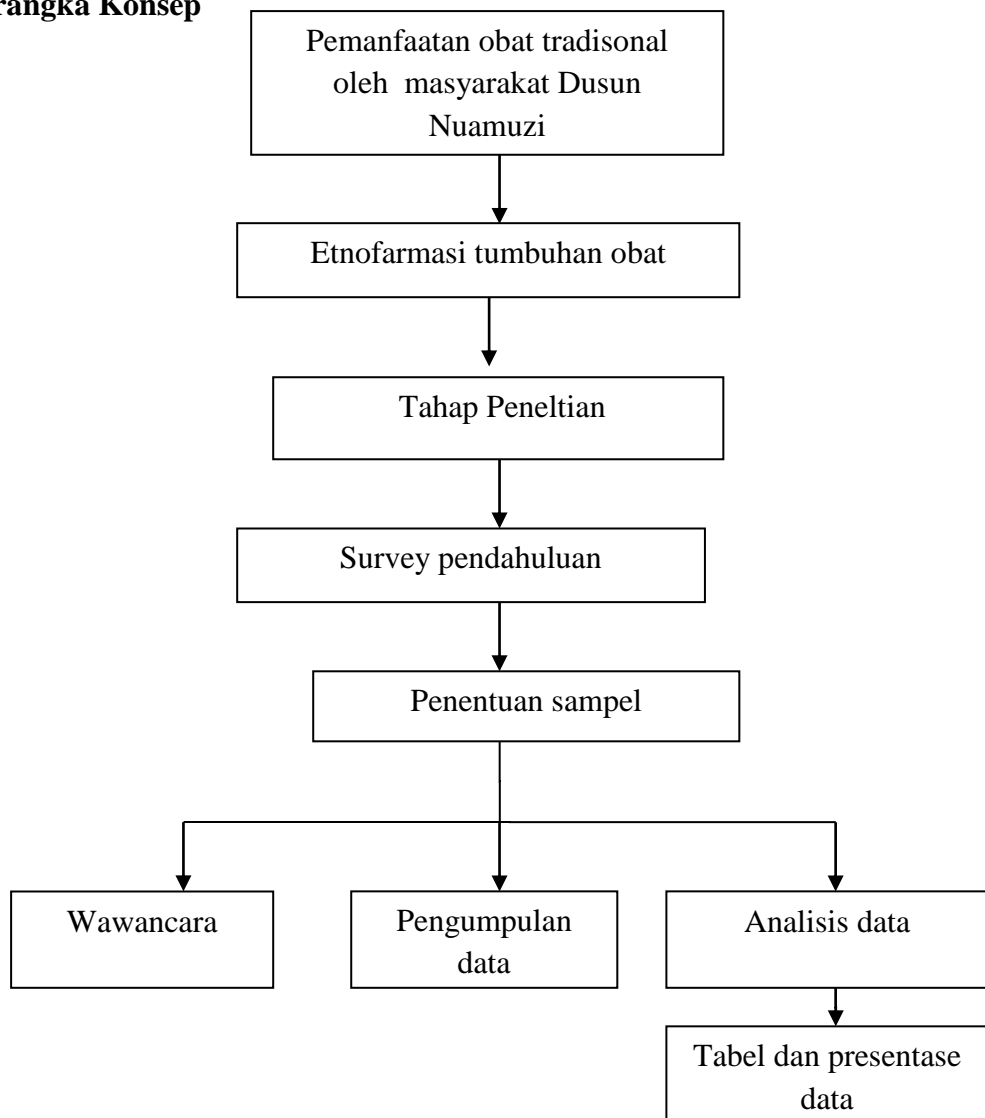 rangka Konsep
Pemanfaatan obat tradisonal
oleh masyarakat Dusun
Nuamuzi
Etnofarmasi tumbuhan obat
Tahap Peneltian
Survey pendahuluan
Penentuan sampel
Wawancara
Pengumpulan
data
Analisis data
Tabel dan presentase
data